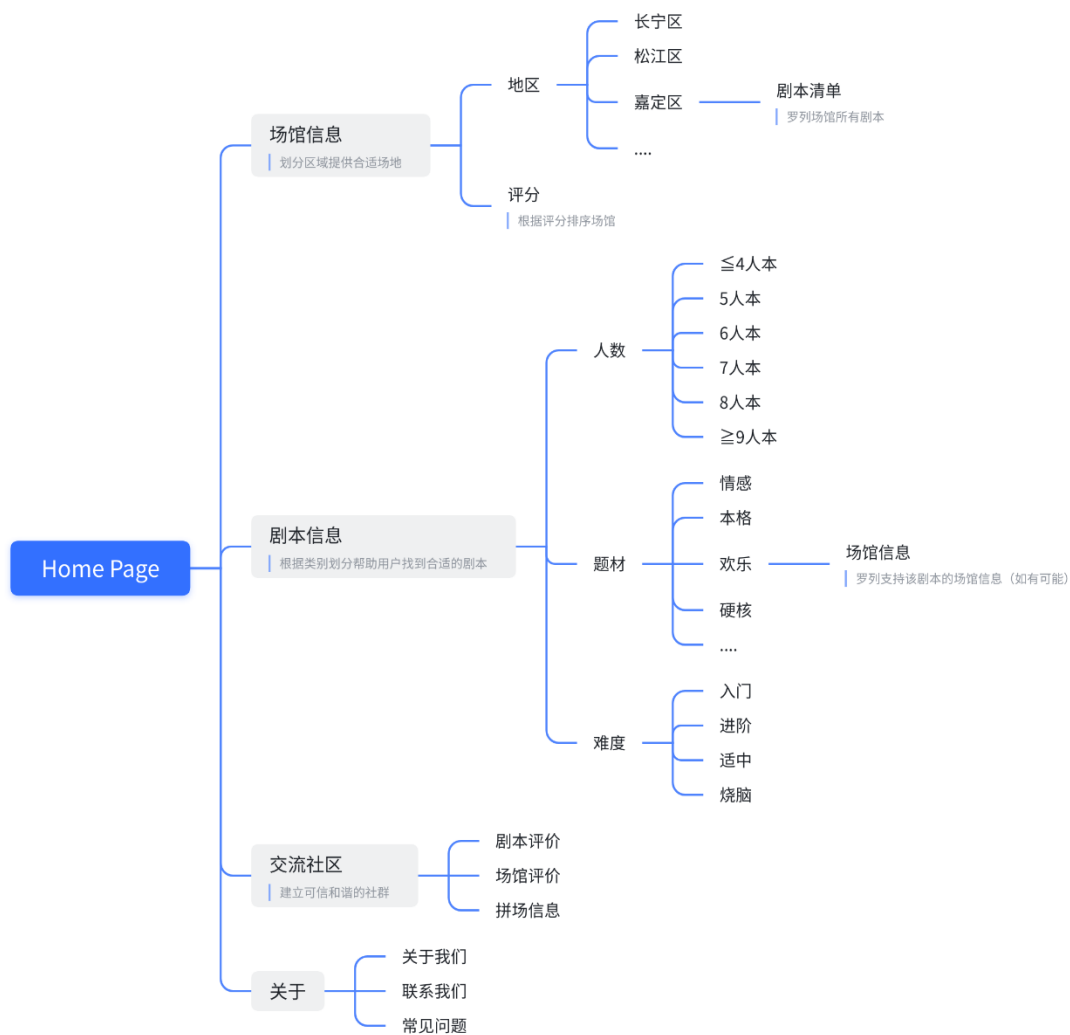 Home Page
场馆信息
划分区域提供合适场地
地区
长宁区
松江区
嘉定区
剧本清单
罗列场馆所有剧本
....
评分
根据评分排序场馆
剧本信息
根据类别划分帮助用户找到合适的剧本
人数
≦4人本
5人本
6人本
7人本
8人本
≧9人本
题材
情感
本格
欢乐
场馆信息
罗列支持该剧本的场馆信息（如有可能）
硬核
....
难度
入门
进阶
适中
烧脑
交流社区
建立可信和谐的社群
剧本评价
场馆评价
拼场信息
关于
关于我们
联系我们
常见问题